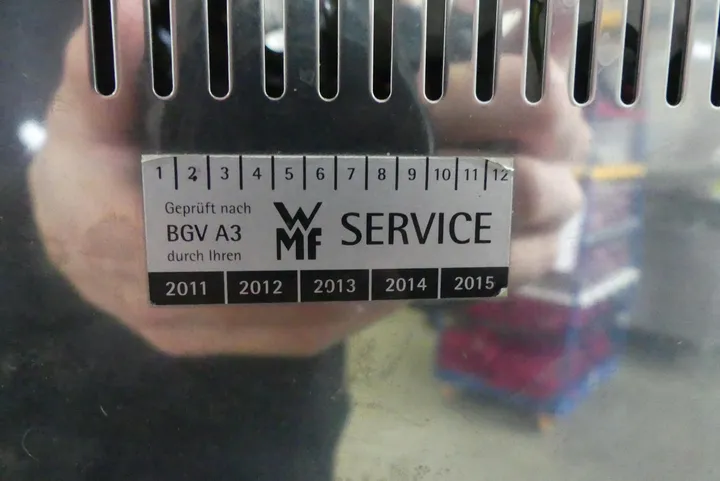 1 2 3 4 5 6 7 8 9 10 11 12
Geprüft nach
BGV A3
durch Ihren
WMF SERVICE
2011 2012 2013 2014 2015